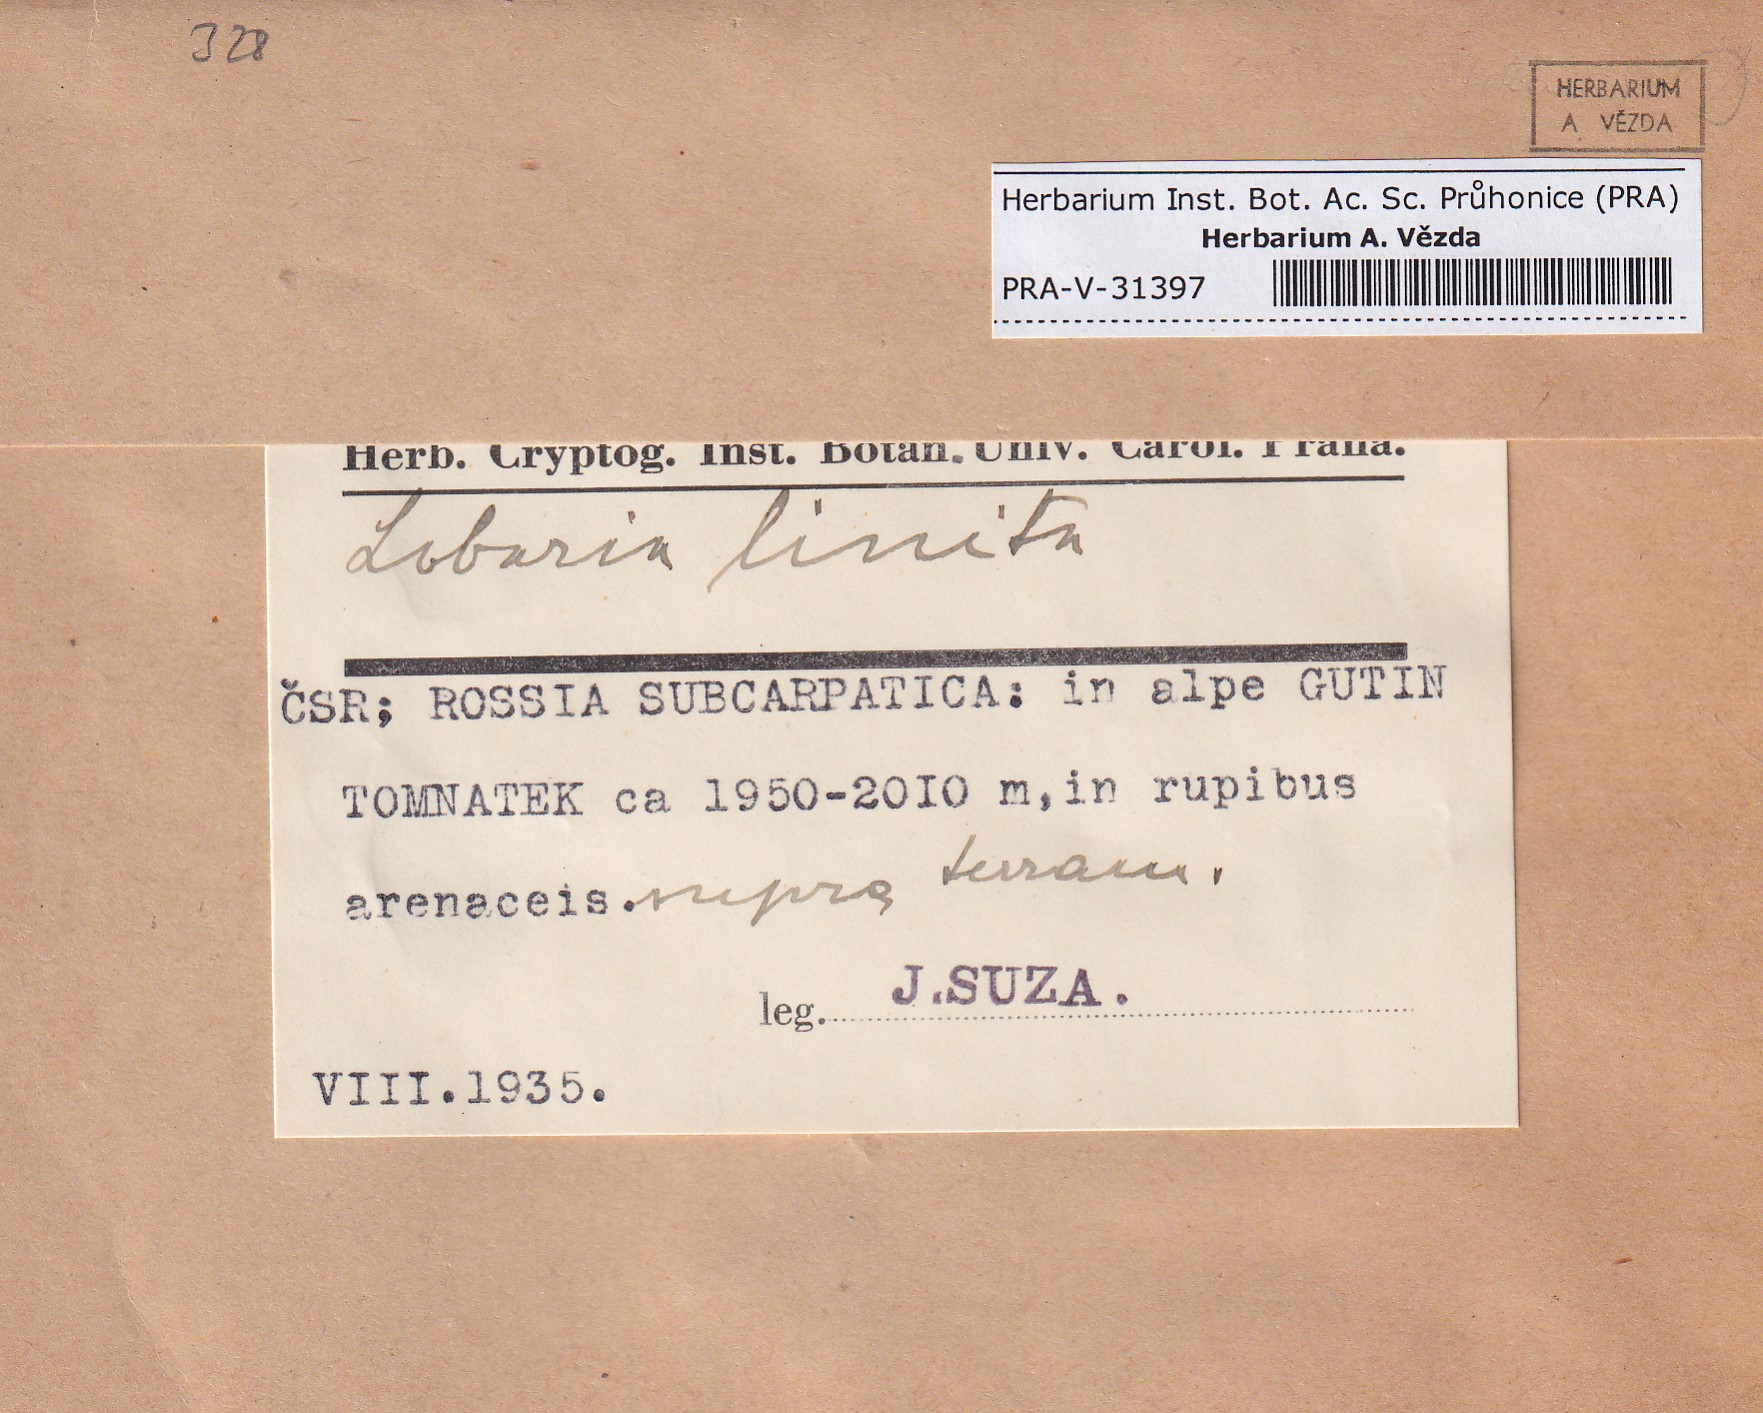 328
HERBARIUM
A VĚZDA
Herbarium Inst. Bot. Ac. Sc. Průhonice (PRA)
Herbarium A. Vězda
PRA-V-31397
Herb. Cryptog. Inst. Botan. Univ. Carol. Praha.
Lobaria linita
ČSR; ROSSIA SUBCARPATICA: in alpe GUTIN
TOMNATEK ca 1950-2010 m, in rupibus
arenaceis. supra terram.
leg. J.SUZA.
VIII.1935.